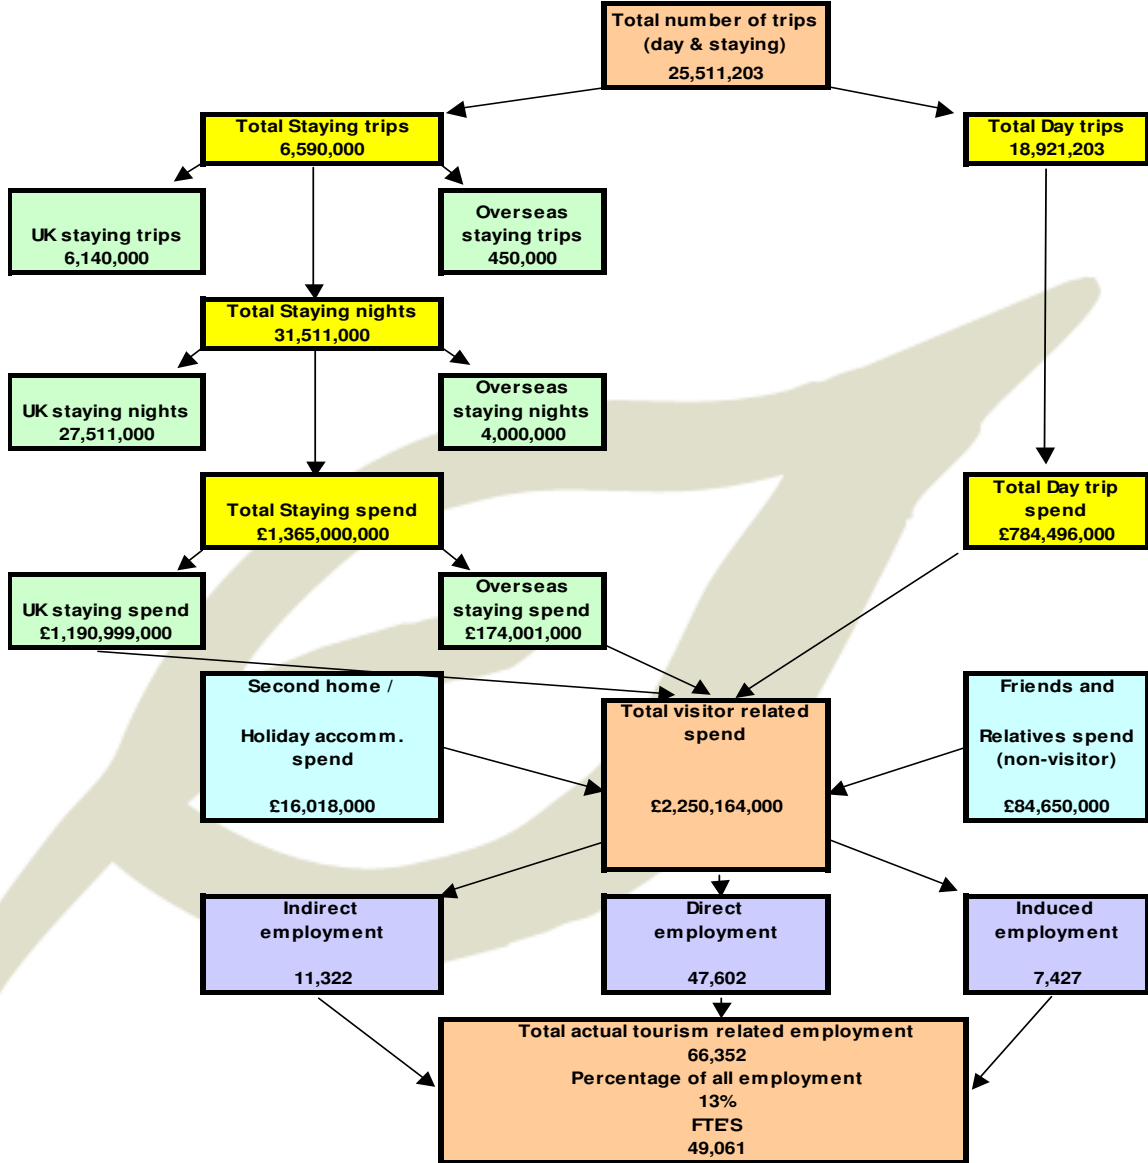 Total number of trips
(day & staying)
25,511,203
Total Staying trips
6,590,000
Total Day trips
18,921,203
UK staying trips
6,140,000
Overseas
staying trips
450,000
Total Staying nights
31,511,000
UK staying nights
27,511,000
Overseas
staying nights
4,000,000
Total Staying spend
£1,365,000,000
Total Day trip
spend
£784,496,000
UK staying spend
£1,190,999,000
Overseas
staying spend
£174,001,000
Second home /
Holiday accomm.
spend
£16,018,000
Total visitor related
spend
£2,250,164,000
Friends and
Relatives spend
(non-visitor)
£84,650,000
Indirect
employment
11,322
Direct
employment
47,602
Induced
employment
7,427
Total actual tourism related employment
66,352
Percentage of all employment
13%
FTE'S
49,061